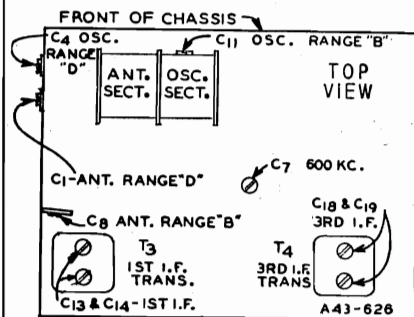 FRONT OF CHASSIS
C4 OSC. RANGE "D"
C11 OSC. RANGE "B"
ANT. SECT.
OSC. SECT.
TOP VIEW
C1-ANT. RANGE "D"
C7 600 KC.
C8 ANT. RANGE "B"
C18 & C19 3RD I.F.
T3 1ST I.F. TRANS.
T4 3RD I.F. TRANS
C13 & C14-1ST I.F.
A43-626